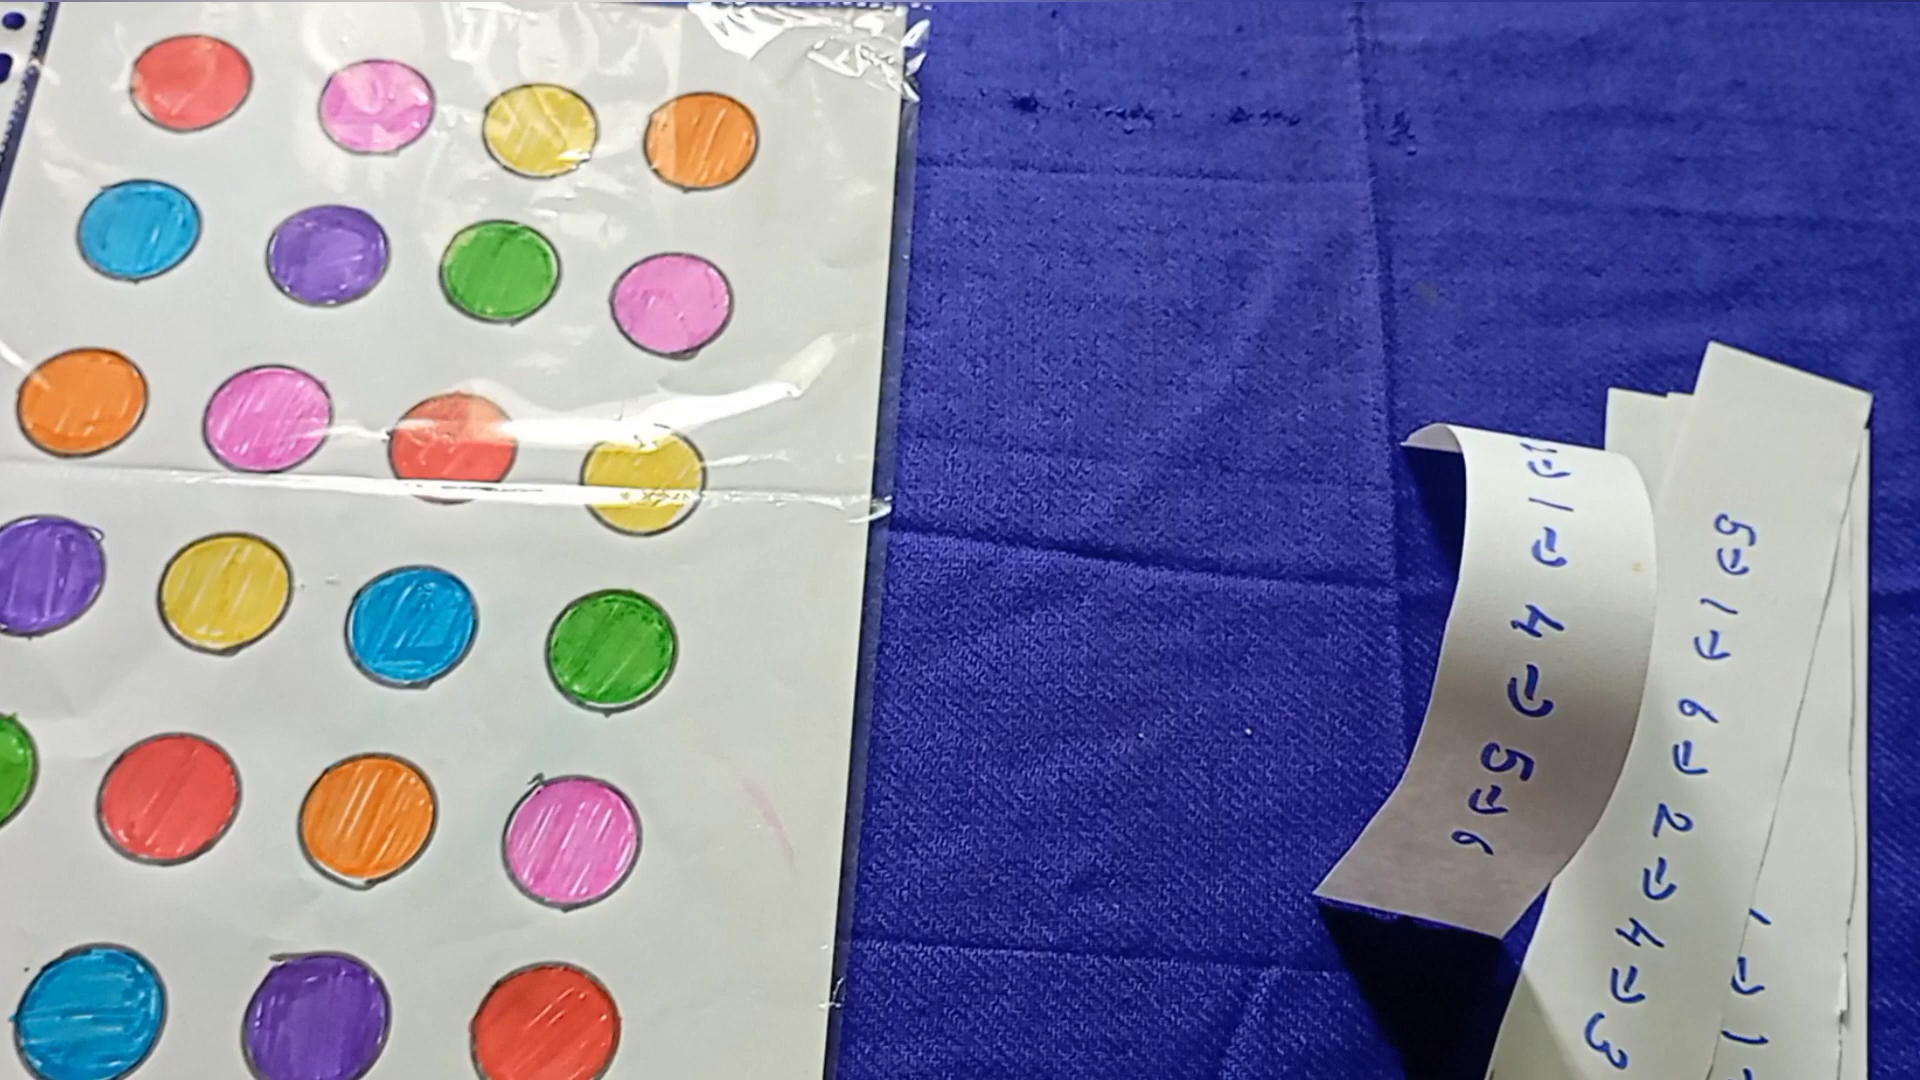 ⇒ 1 ⇒ 4 ⇒ 5 ⇒ 6
5 ⇒ 1 ⇒ 6 ⇒ 2 ⇒ 4 ⇒ 3
1 ⇒ 1